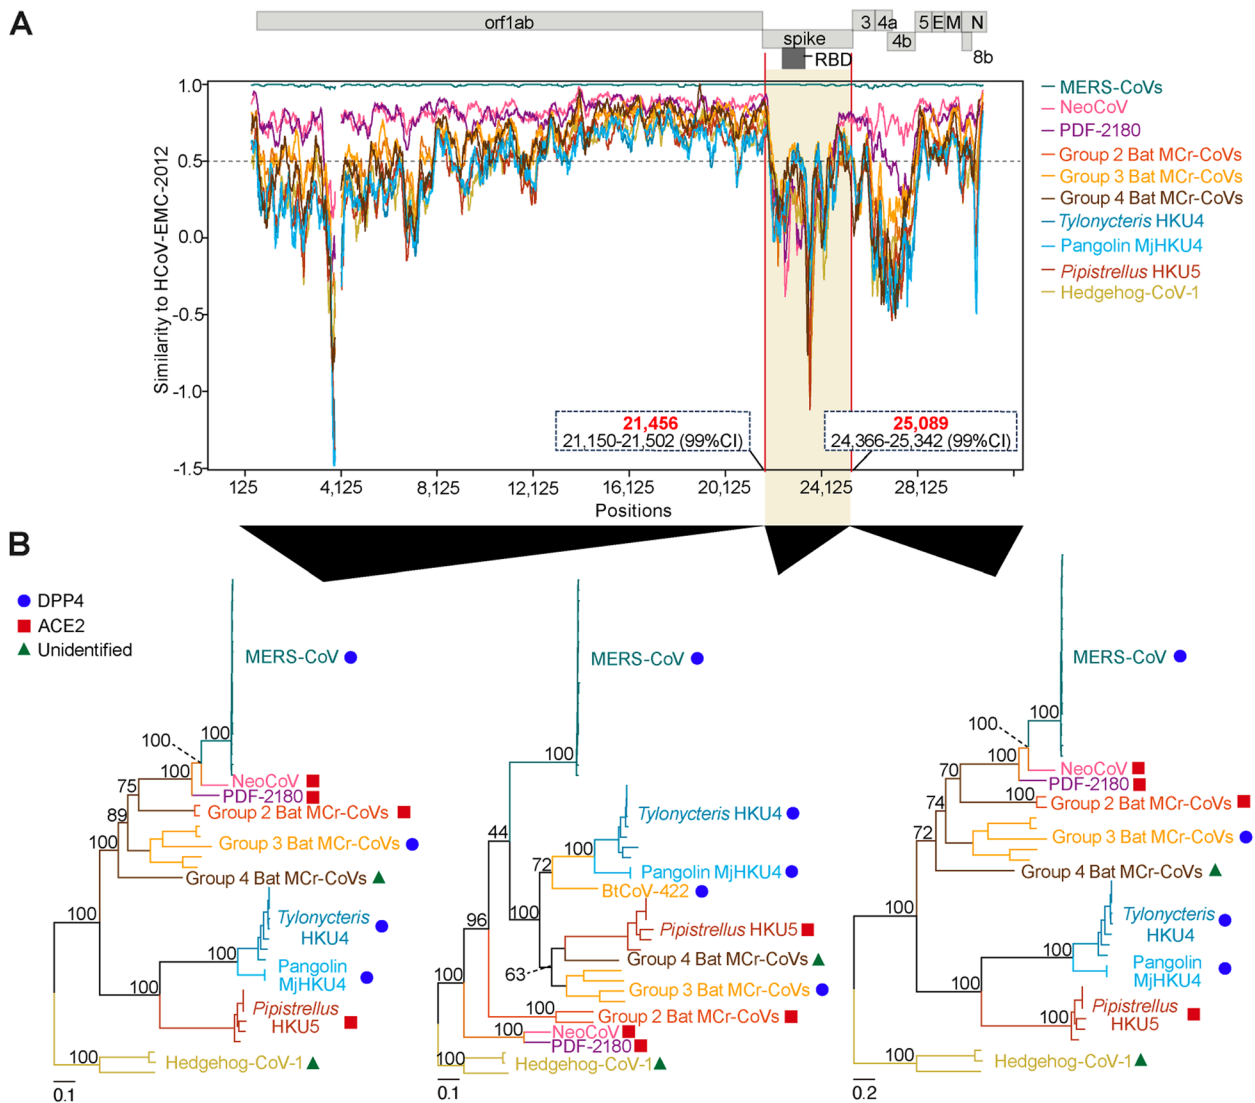 A
orf1ab
3 4a
5 E M N
spike
4b
8b
RBD
Similarity to HCoV-EMC-2012
1.0
0.5
0.0
-0.5
-1.0
-1.5
MERS-CoVs
NeoCoV
PDF-2180
Group 2 Bat MCr-CoVs
Group 3 Bat MCr-CoVs
Group 4 Bat MCr-CoVs
Tylonycteris HKU4
Pangolin MjHKU4
Pipistrellus HKU5
Hedgehog-CoV-1
21,456
21,150-21,502 (99%CI)
25,089
24,366-25,342 (99%CI)
125 4,125 8,125 12,125 16,125 20,125 24,125 28,125
Positions
B
DPP4
ACE2
Unidentified
MERS-CoV
100
100
100
NeoCoV
PDF-2180
75
Group 2 Bat MCr-CoVs
89
100
Group 3 Bat MCr-CoVs
Group 4 Bat MCr-CoVs
100
Tylonycteris
HKU4
100
Pangolin
MjHKU4
100
Pipistrellus
HKU5
100
100
Hedgehog-CoV-1
0.1
MERS-CoV
100
Tylonycteris HKU4
44
100
72
Pangolin MjHKU4
BtCoV-422
100
96
Pipistrellus HKU5
Group 4 Bat MCr-CoVs
63
100
Group 3 Bat MCr-CoVs
100
Group 2 Bat MCr-CoVs
100
NeoCoV
PDF-2180
100
Hedgehog-CoV-1
0.1
MERS-CoV
100
100
100
70
NeoCoV
PDF-2180
100
Group 2 Bat MCr-CoVs
74
72
Group 3 Bat MCr-CoVs
Group 4 Bat MCr-CoVs
100
Tylonycteris
HKU4
100
Pangolin
MjHKU4
100
Pipistrellus
HKU5
100
100
Hedgehog-CoV-1
0.2